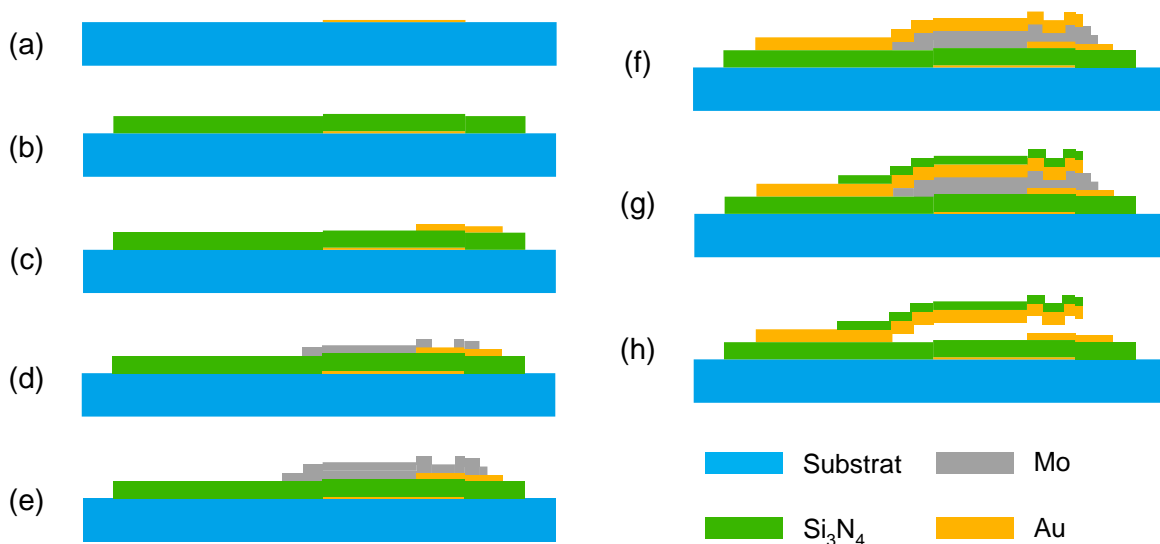 (a)
(b)
(c)
(d)
(e)
(f)
(g)
(h)
Substrat
Mo
Si₃N₄
Au